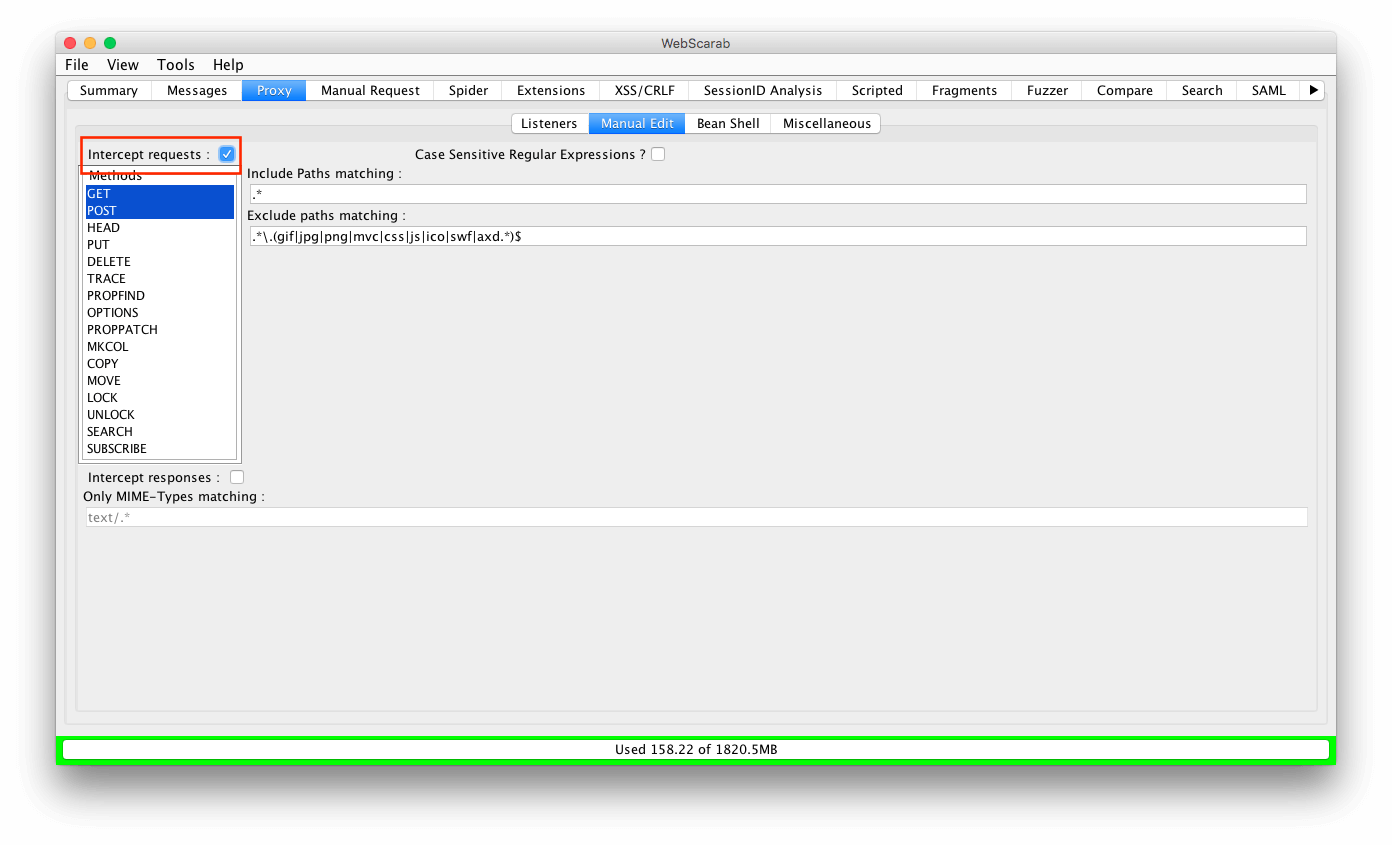 WebScarab
File View Tools Help
Summary Messages Proxy Manual Request Spider Extensions XSS/CRLF SessionID Analysis Scripted Fragments Fuzzer Compare Search SAML
Listeners Manual Edit Bean Shell Miscellaneous
Intercept requests :
Case Sensitive Regular Expressions ?
Methods
GET
POST
HEAD
PUT
DELETE
TRACE
PROPFIND
OPTIONS
PROPPATCH
MKCOL
COPY
MOVE
LOCK
UNLOCK
SEARCH
SUBSCRIBE
Include Paths matching :
.*
Exclude paths matching :
.*\.(gif|jpg|png|mvc|css|js|ico|swf|axd.*)$
Intercept responses :
Only MIME-Types matching :
text/.*
Used 158.22 of 1820.5MB